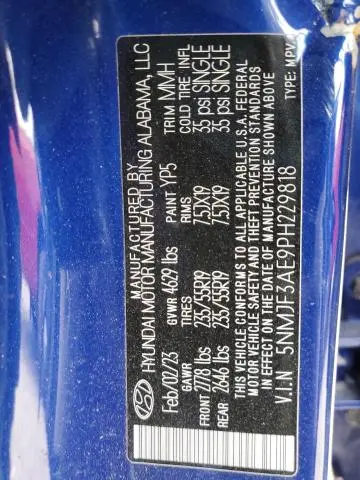 MANUFACTURED BY
HYUNDAI MOTOR MANUFACTURING ALABAMA, LLC
Feb/02/23 GVWR 4629 lbs PAINT YP5 TRIM MMH
GAWR RIMS COLD TIRE INFL
FRONT 2778 lbs 235/55R19 7.5JX19 35 psi SINGLE
REAR 2646 lbs 235/55R19 7.5JX19 35 psi SINGLE
THIS VEHICLE CONFORMS TO ALL APPLICABLE U.S.A. FEDERAL
MOTOR VEHICLE SAFETY AND THEFT PREVENTION STANDARDS
IN EFFECT ON THE DATE OF MANUFACTURE SHOWN ABOVE
V.I.N 5NMJF3AE9PH229818 TYPE: MPV